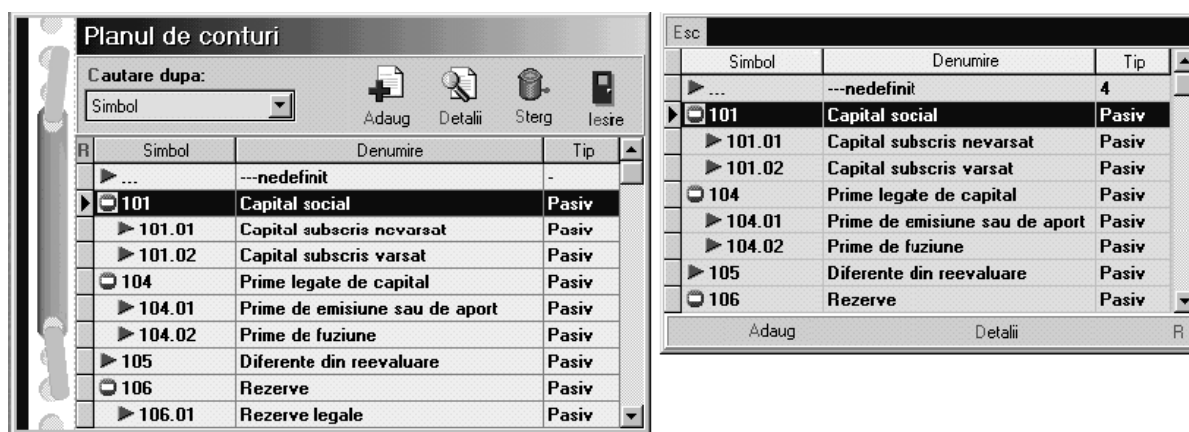 Planul de conturi
Cautare dupa:
Simbol
Adaug Detalii Sterg Iesire
R Simbol Denumire Tip
... ---nedefinit -
101 Capital social Pasiv
101.01 Capital subscris nevarsat Pasiv
101.02 Capital subscris varsat Pasiv
104 Prime legate de capital Pasiv
104.01 Prime de emisiune sau de aport Pasiv
104.02 Prime de fuziune Pasiv
105 Diferente din reevaluare Pasiv
106 Rezerve Pasiv
106.01 Rezerve legale Pasiv
Esc
Simbol Denumire Tip
... ---nedefinit 4
101 Capital social Pasiv
101.01 Capital subscris nevarsat Pasiv
101.02 Capital subscris varsat Pasiv
104 Prime legate de capital Pasiv
104.01 Prime de emisiune sau de aport Pasiv
104.02 Prime de fuziune Pasiv
105 Diferente din reevaluare Pasiv
106 Rezerve Pasiv
Adaug Detalii R